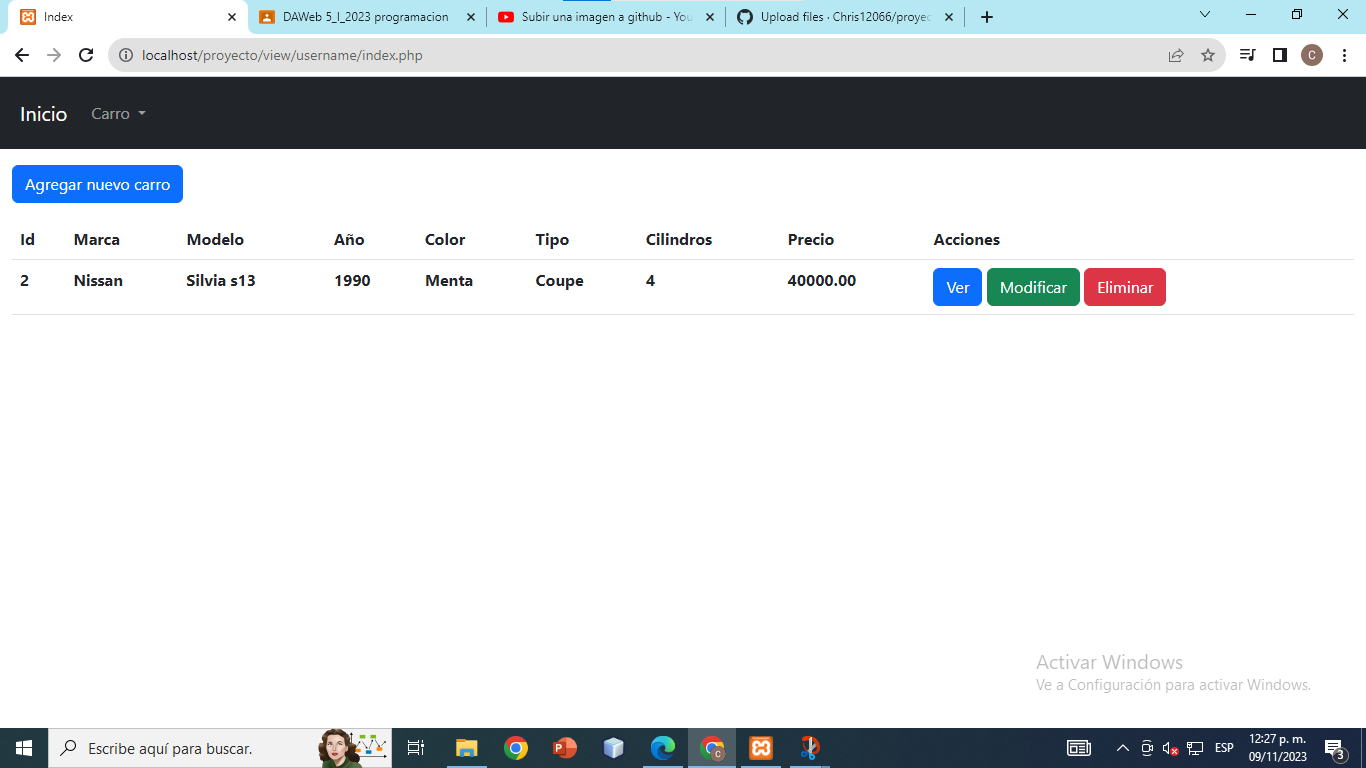 Index
DAWeb 5_I_2023 programacion
Subir una imagen a github - You
Upload files · Chris12066/proyec
localhost/proyecto/view/username/index.php
C
Inicio Carro
Agregar nuevo carro
Id Marca Modelo Año Color Tipo Cilindros Precio Acciones
2 Nissan Silvia s13 1990 Menta Coupe 4 40000.00 Ver Modificar Eliminar
Activar Windows
Ve a Configuración para activar Windows.
Escribe aquí para buscar.
ESP
12:27 p. m.
09/11/2023
3